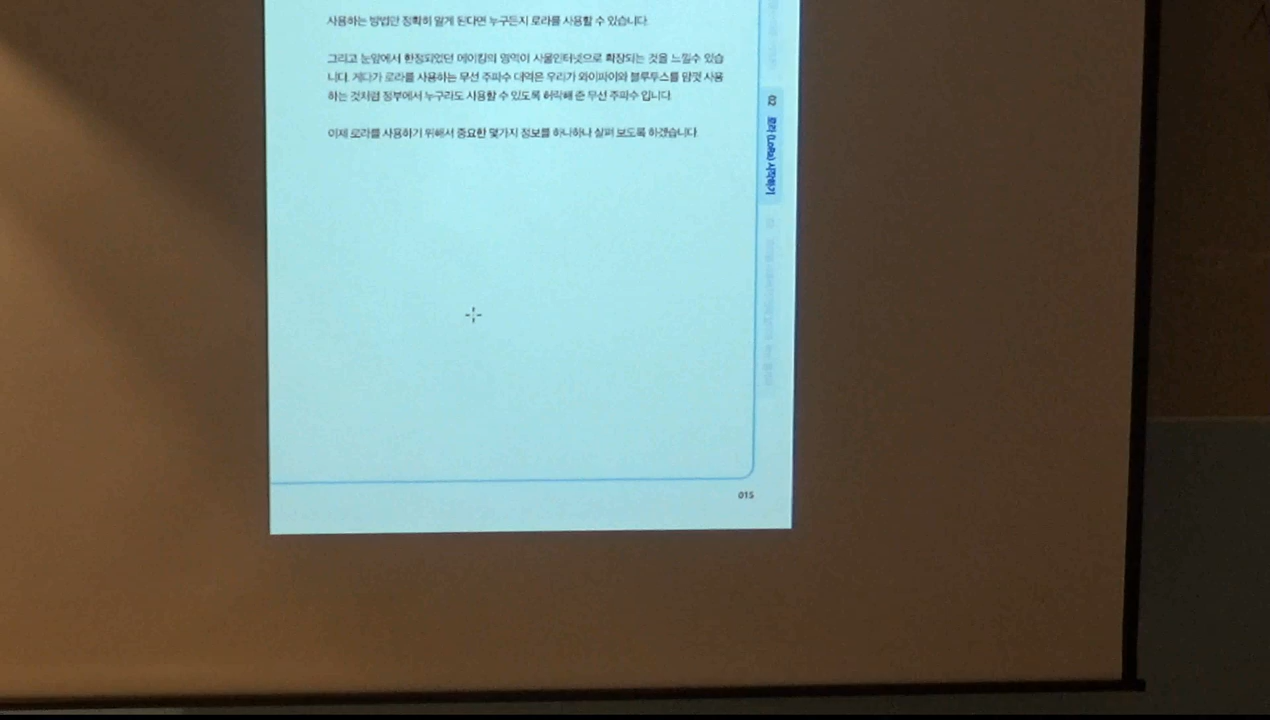 사용하는 방법만 정확히 알게 된다면 누구든지 로라를 사용할 수 있습니다.
그리고 눈앞에서 한정되었던 메이킹의 영역이 사물인터넷으로 확장되는 것을 느낄수 있습
니다. 게다가 로라를 사용하는 무선 주파수 대역은 우리가 와이파이와 블루투스를 맘껏 사용
하는 것처럼 정부에서 누구라도 사용할 수 있도록 허락해 준 무선 주파수 입니다.
이제 로라를 사용하기 위해서 중요한 몇가지 정보를 하나하나 살펴 보도록 하겠습니다.
02 로라(LoRa) 시작하기
015